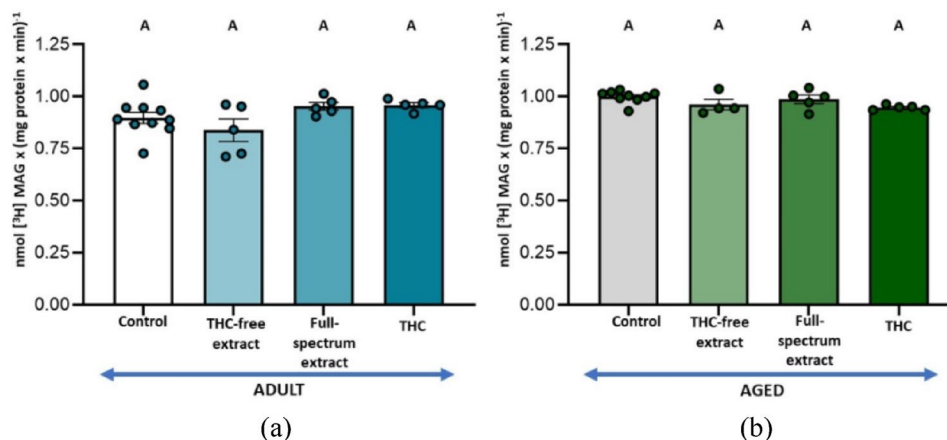 A A A A
nmol [³H] MAG x (mg protein x min)⁻¹
1.25
1.00
0.75
0.50
0.25
0.00
Control
THC-free
extract
Full-
spectrum
extract
THC
ADULT
(a)
A A A A
nmol [³H] MAG x (mg protein x min)⁻¹
1.25
1.00
0.75
0.50
0.25
0.00
Control
THC-free
extract
Full-
spectrum
extract
THC
AGED
(b)